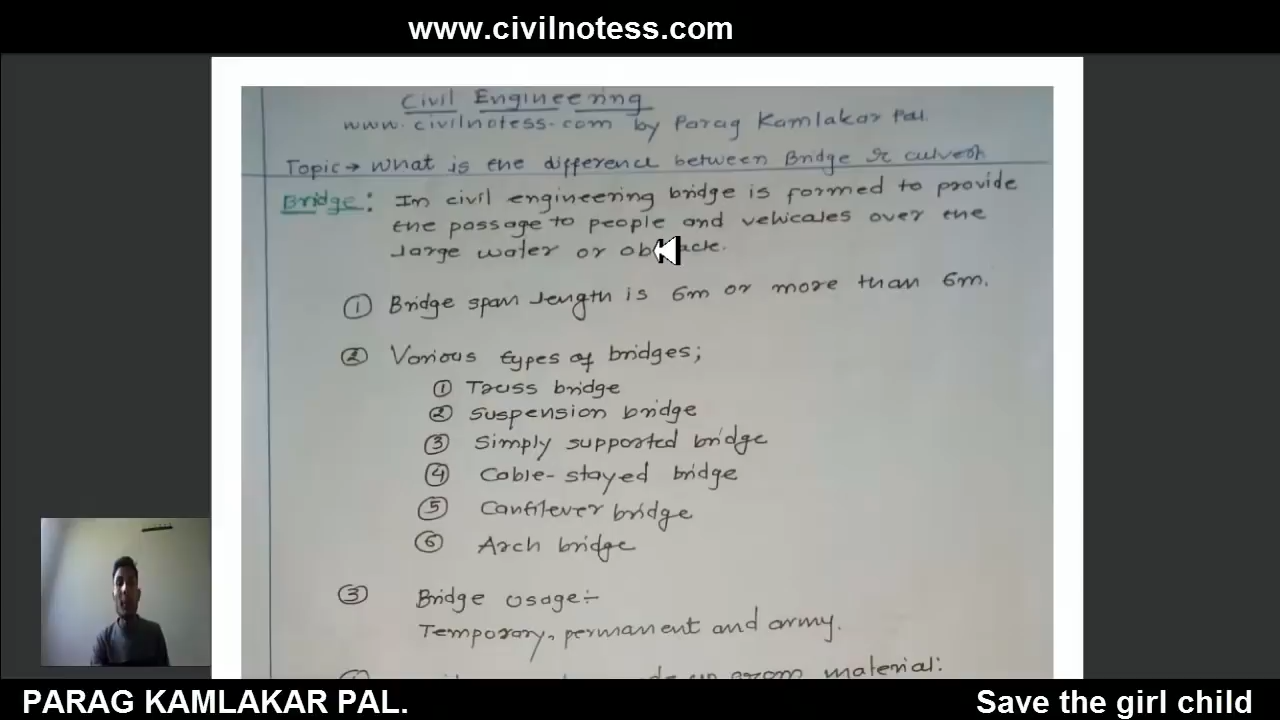 www.civilnotess.com
Civil Engineering
www.civilnotess.com by Parag Kamlakar Pal.
Topic → What is the difference between Bridge & culvert
Bridge: In civil engineering bridge is formed to provide
the passage to people and vehicales over the
large water or ack.
① Bridge span length is 6m or more than 6m.
② Various types of bridges;
① Truss bridge
② Suspension bridge
③ Simply supported bridge
④ Cable-stayed bridge
⑤ Cantilever bridge
⑥ Arch bridge
③ Bridge usage:-
Temporary, permanent and army.
material:
PARAG KAMLAKAR PAL.
Save the girl child